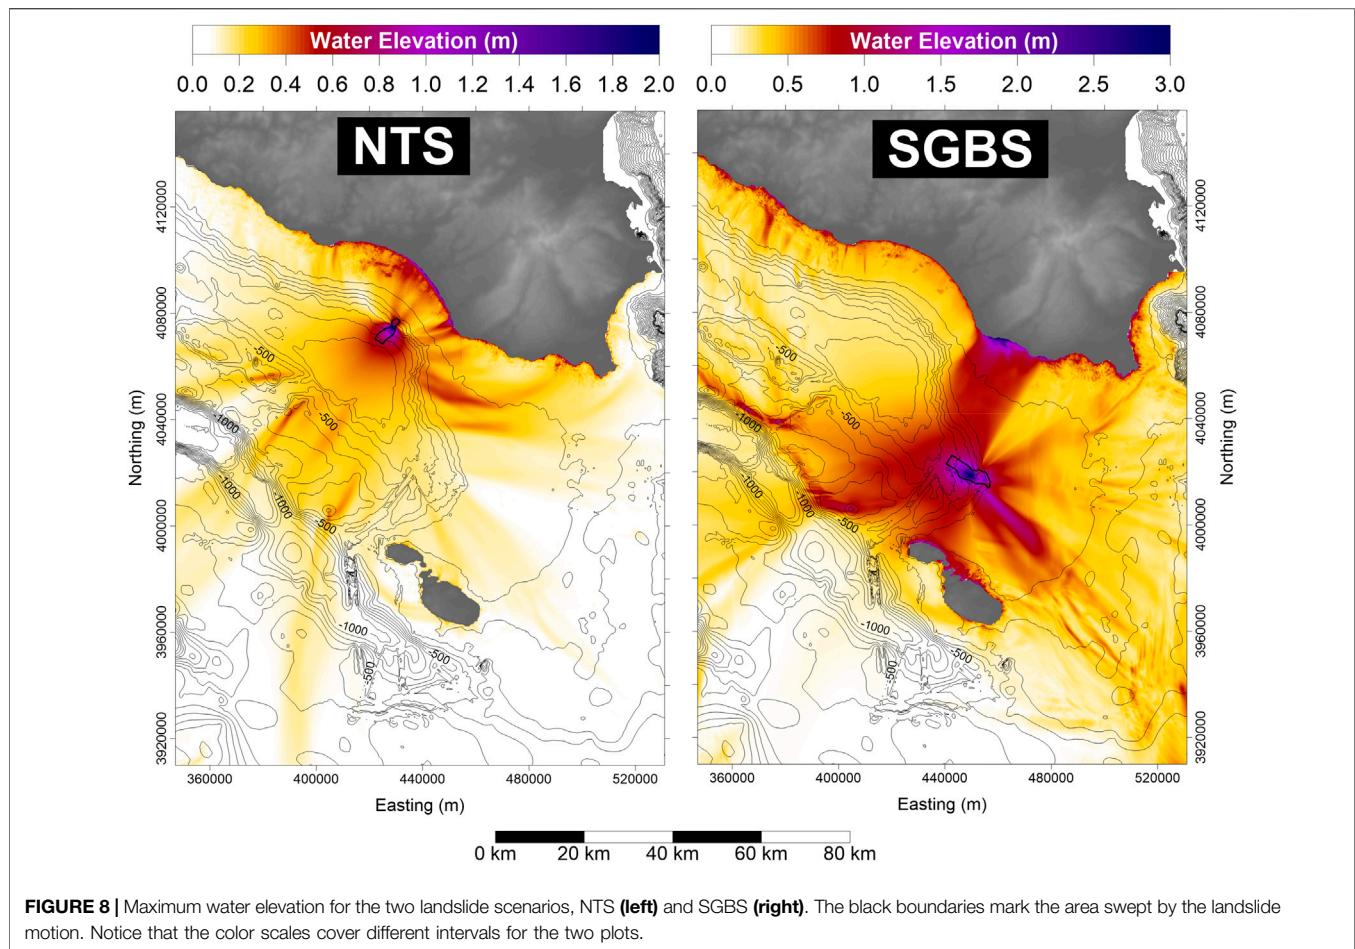 Water Elevation (m)
0.0 0.2 0.4 0.6 0.8 1.0 1.2 1.4 1.6 1.8 2.0
Water Elevation (m)
0.0 0.5 1.0 1.5 2.0 2.5 3.0
NTS
SGBS
4120000
4080000
4040000
4000000
3960000
3920000
Northing (m)
-500
-1000
-500
-1000
-1000
-500
-1000
-500
-500
360000 400000 440000 480000 520000
Easting (m)
-500
-1000
-500
-1000
-1000
-500
-1000
-500
-500
4120000
4080000
4040000
4000000
3960000
3920000
Northing (m)
360000 400000 440000 480000 520000
Easting (m)
0 km 20 km 40 km 60 km 80 km
FIGURE 8 | Maximum water elevation for the two landslide scenarios, NTS (left) and SGBS (right). The black boundaries mark the area swept by the landslide
motion. Notice that the color scales cover different intervals for the two plots.